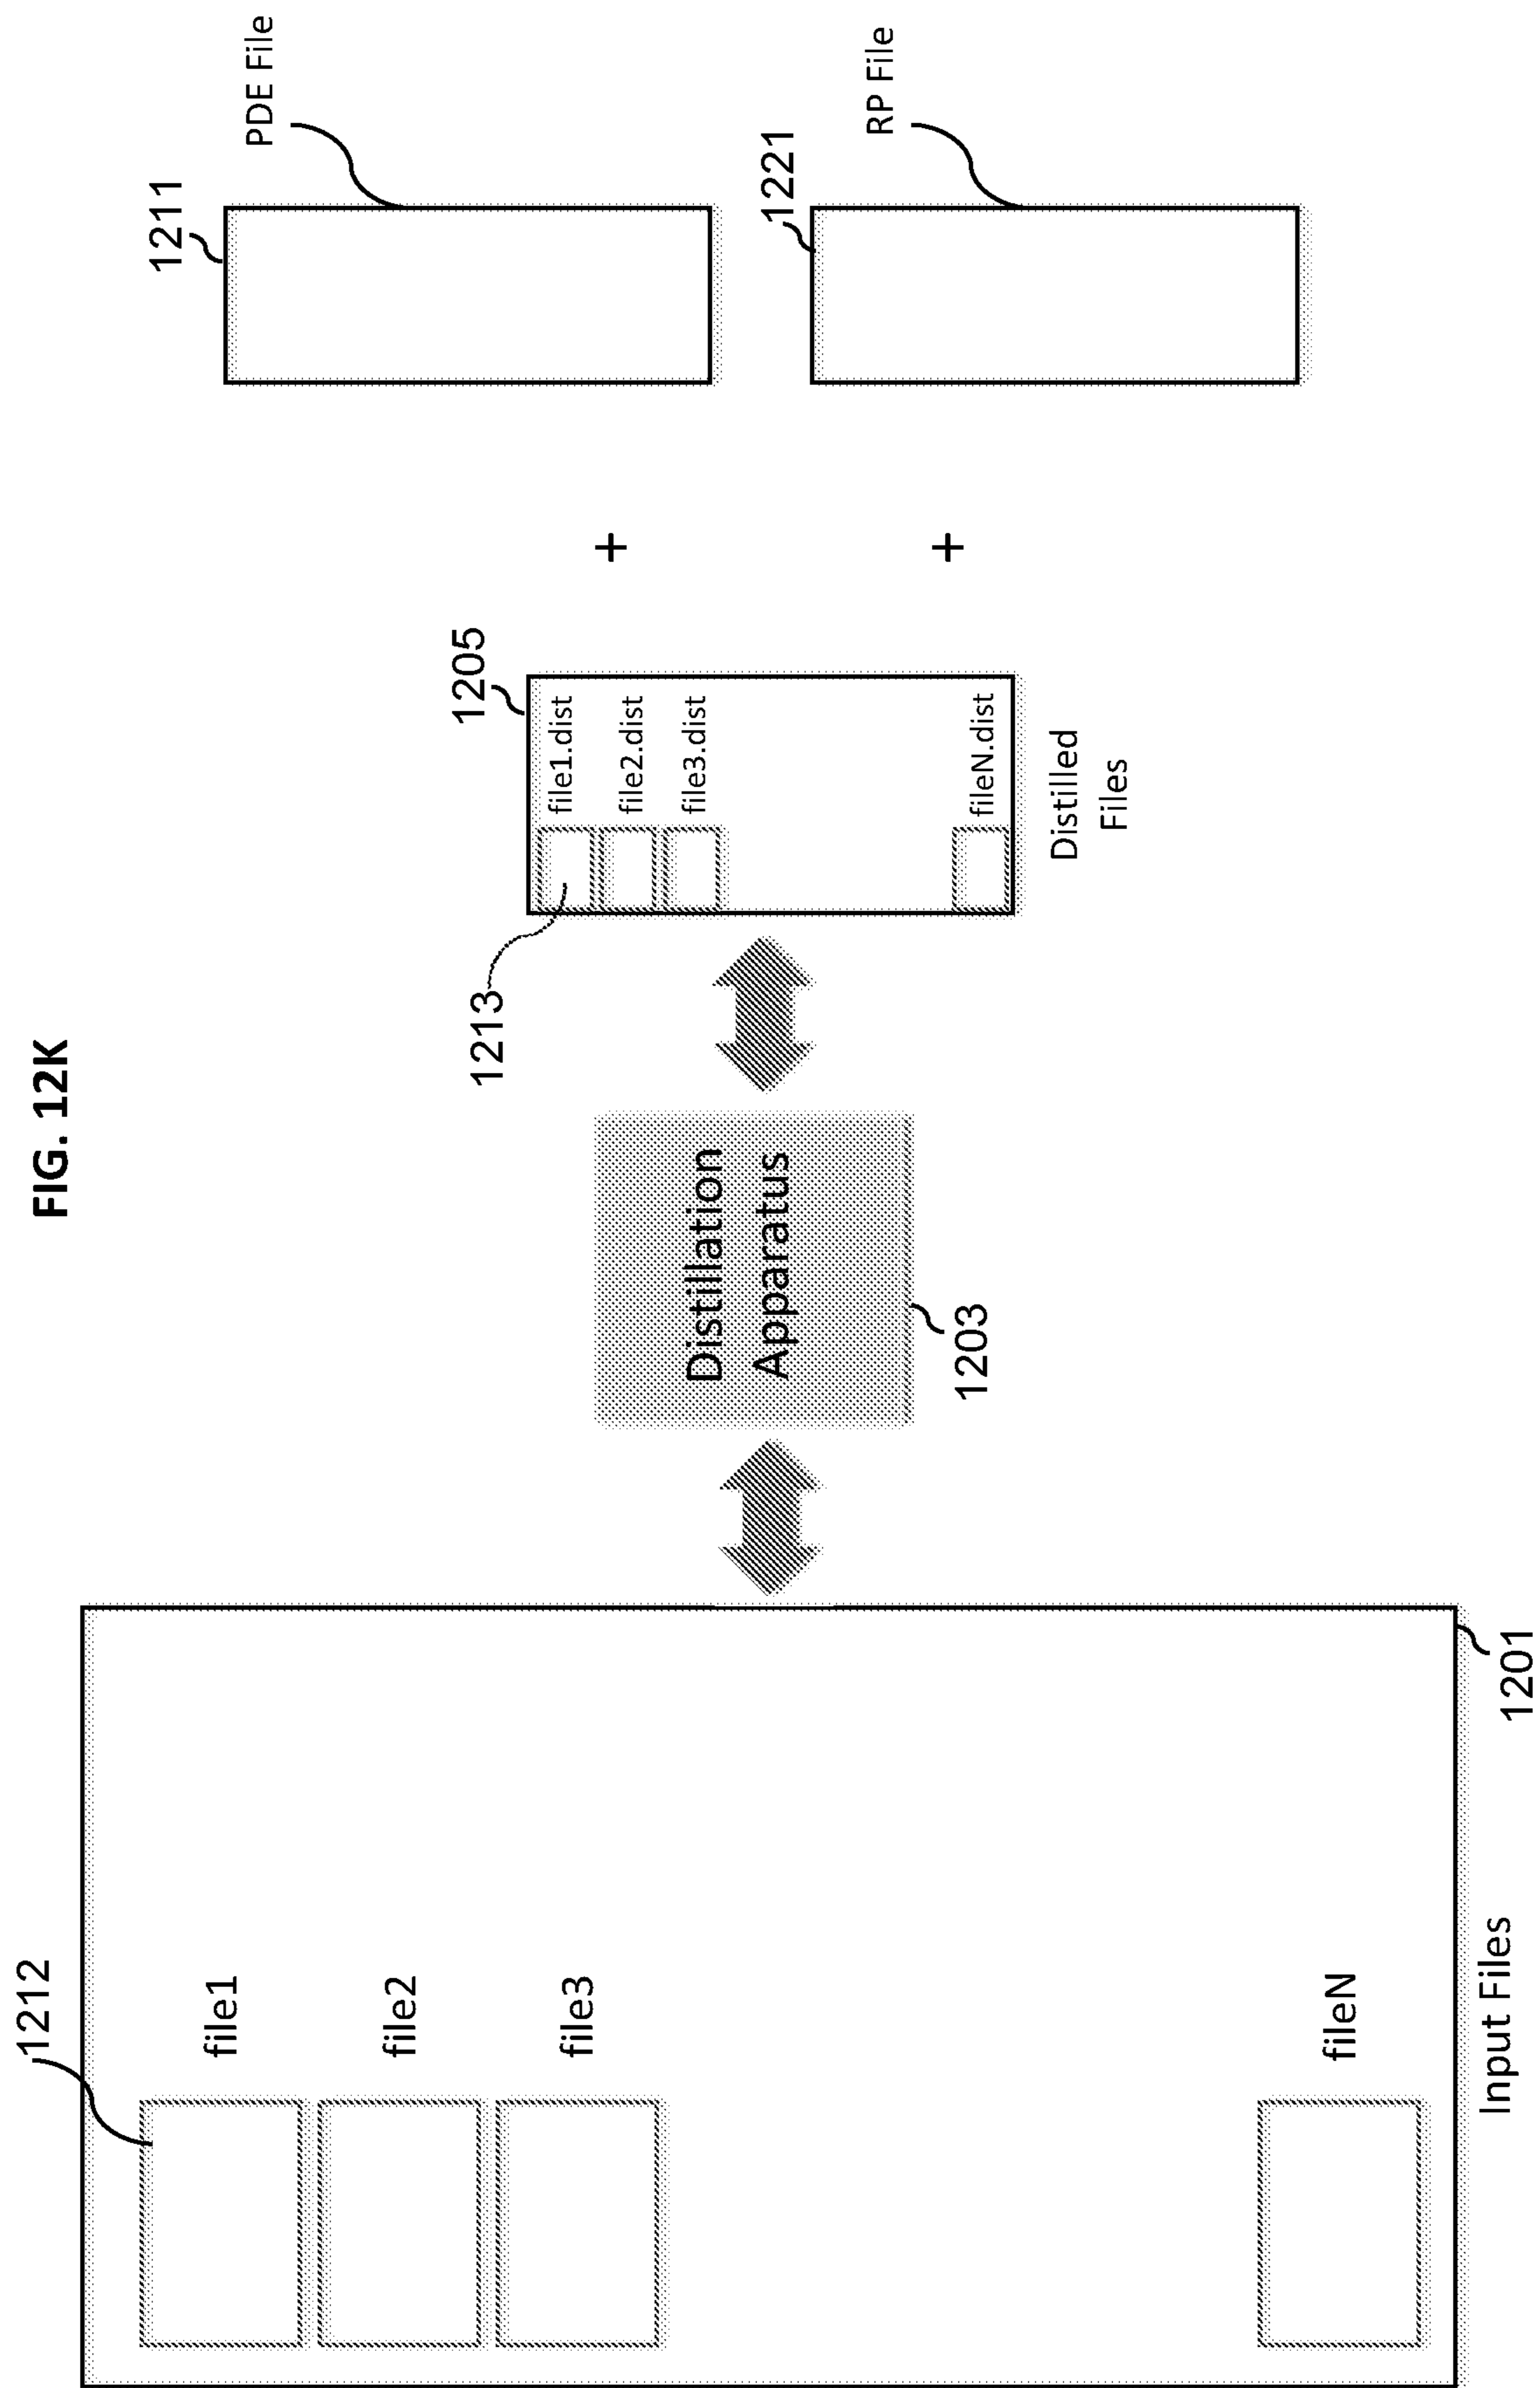 FIG. 12K
1212
file1
file2
file3
fileN
Input Files
1201
Distillation
Apparatus
1203
1213
1205
file1.dist
file2.dist
file3.dist
fileN.dist
Distilled
Files
+
+
1211
PDE File
1221
RP File